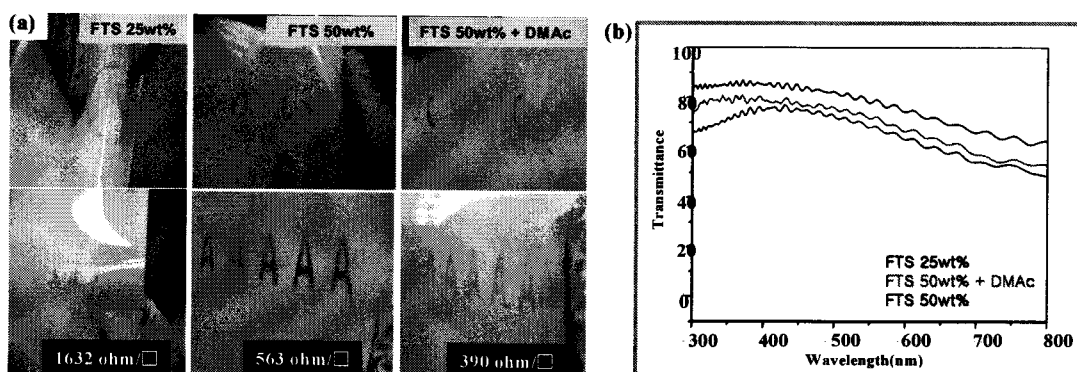 (a)
FTS 25wt%
FTS 50wt%
FTS 50wt% + DMAc
A A A A
1632 ohm/□
563 ohm/□
390 ohm/□
(b)
100
80
60
40
20
0
Transmittance
300 400 500 600 700 800
Wavelength(nm)
FTS 25wt%
FTS 50wt% + DMAc
FTS 50wt%